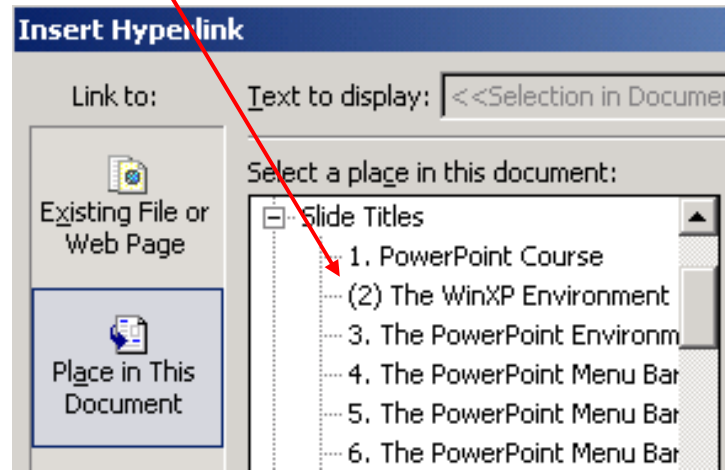 Insert Hyperlink
Link to:
Text to display: <<Selection in Docume
Select a place in this document:
Existing File or
Web Page
Place in This
Document
Slide Titles
1. PowerPoint Course
(2) The WinXP Environment
3. The PowerPoint Environm
4. The PowerPoint Menu Bar
5. The PowerPoint Menu Bar
6. The PowerPoint Menu Bar